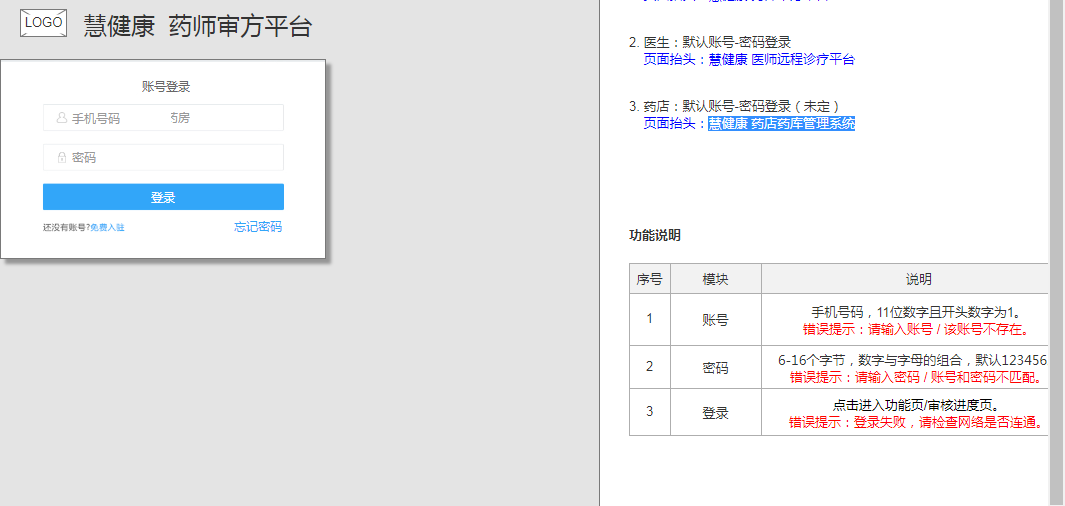 LOGO 慧健康 药师审方平台
账号登录
手机号码 药房
密码
登录
还没有账号?免费入驻 忘记密码
2. 医生：默认账号-密码登录
页面抬头：慧健康 医师远程诊疗平台
3. 药店：默认账号-密码登录（未定）
页面抬头：慧健康 药店药库管理系统
功能说明
序号 模块 说明
1 账号 手机号码，11位数字且开头数字为1。
错误提示：请输入账号 / 该账号不存在。
2 密码 6-16个字节，数字与字母的组合，默认123456
错误提示：请输入密码 / 账号和密码不匹配。
3 登录 点击进入功能页/审核进度页。
错误提示：登录失败，请检查网络是否连通。